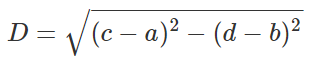 D = √((c − a)² − (d − b)²)